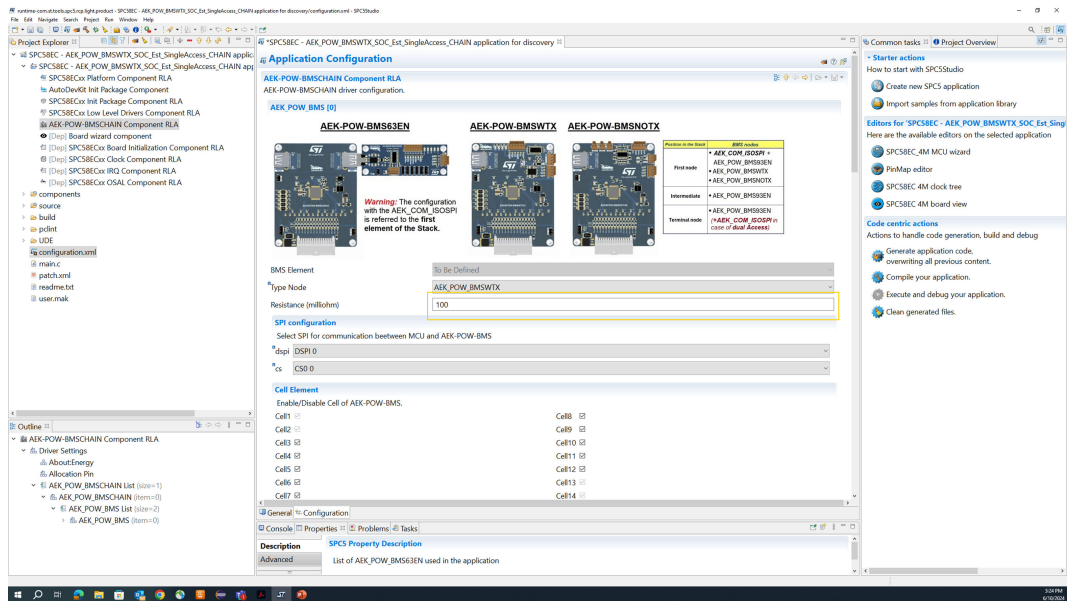 runtime-com.st.tools.spc5.rcp.light.product - SPC58EC - AEK_POW_BMSWTX_SOC_Est_SingleAccess_CHAIN application for discovery/configuration.xml - SPC5Studio
File Edit Navigate Search Project Run Window Help
Project Explorer
SPC58EC - AEK_POW_BMSWTX_SOC_Est_SingleAccess_CHAIN applic
SPC58EC - AEK_POW_BMSWTX_SOC_Est_SingleAccess_CHAIN app
SPC58ECxx Platform Component RLA
AutoDevKit Init Package Component
SPC58ECxx Init Package Component RLA
SPC58ECxx Low Level Drivers Component RLA
AEK-POW-BMSCHAIN Component RLA
[Dep] Board wizard component
[Dep] SPC58ECxx Board Initialization Component RLA
[Dep] SPC58ECxx Clock Component RLA
[Dep] SPC58ECxx IRQ Component RLA
[Dep] SPC58ECxx OSAL Component RLA
components
source
build
pclint
UDE
configuration.xml
main.c
patch.xml
readme.txt
user.mak
Outline
AEK-POW-BMSCHAIN Component RLA
Driver Settings
About:Energy
Allocation Pin
AEK_POW_BMSCHAIN List (size=1)
AEK_POW_BMSCHAIN (item=0)
AEK_POW_BMS List (size=2)
AEK_POW_BMS (item=0)
*SPC58EC - AEK_POW_BMSWTX_SOC_Est_SingleAccess_CHAIN application for discovery
Application Configuration
AEK-POW-BMSCHAIN Component RLA
AEK-POW-BMSCHAIN driver configuration.
AEK_POW_BMS [0]
AEK-POW-BMS63EN AEK-POW-BMSWTX AEK-POW-BMSNOTX
Warning: The configuration
with the AEK_COM_ISOSPI
is referred to the first
element of the Stack.
Position in the Stack BMS nodes
First node
• AEK_COM_ISOSPI +
AEK_POW_BMS93EN
• AEK_POW_BMSWTX
• AEK_POW_BMSNOTX
Intermediate • AEK_POW_BMS93EN
Terminal node
• AEK_POW_BMS93EN
(+AEK_COM_ISOSPI in
case of dual Access)
BMS Element To Be Defined
Type Node AEK_POW_BMSWTX
Resistance (milliohm) 100
SPI configuration
Select SPI for communication beetween MCU and AEK-POW-BMS
dspi DSPI 0
cs CS0 0
Cell Element
Enable/Disable Cell of AEK-POW-BMS.
Cell1 Cell8
Cell2 Cell9
Cell3 Cell10
Cell4 Cell11
Cell5 Cell12
Cell6 Cell13
Cell7 Cell14
General Configuration
Console Properties Problems Tasks
Description SPC5 Property Description
Advanced List of AEK_POW_BMS63EN used in the application
Common tasks Project Overview
Starter actions
How to start with SPC5Studio
Create new SPC5 application
Import samples from application library
Editors for 'SPC58EC - AEK_POW_BMSWTX_SOC_Est_Singl
Here are the available editors on the selected application
SPC58EC_4M MCU wizard
PinMap editor
SPC58EC 4M clock tree
SPC58EC 4M board view
Code centric actions
Actions to handle code generation, build and debug
Generate application code,
overwriting all previous content.
Compile your application.
Execute and debug your application.
Clean generated files.
3:24 PM
6/10/2024